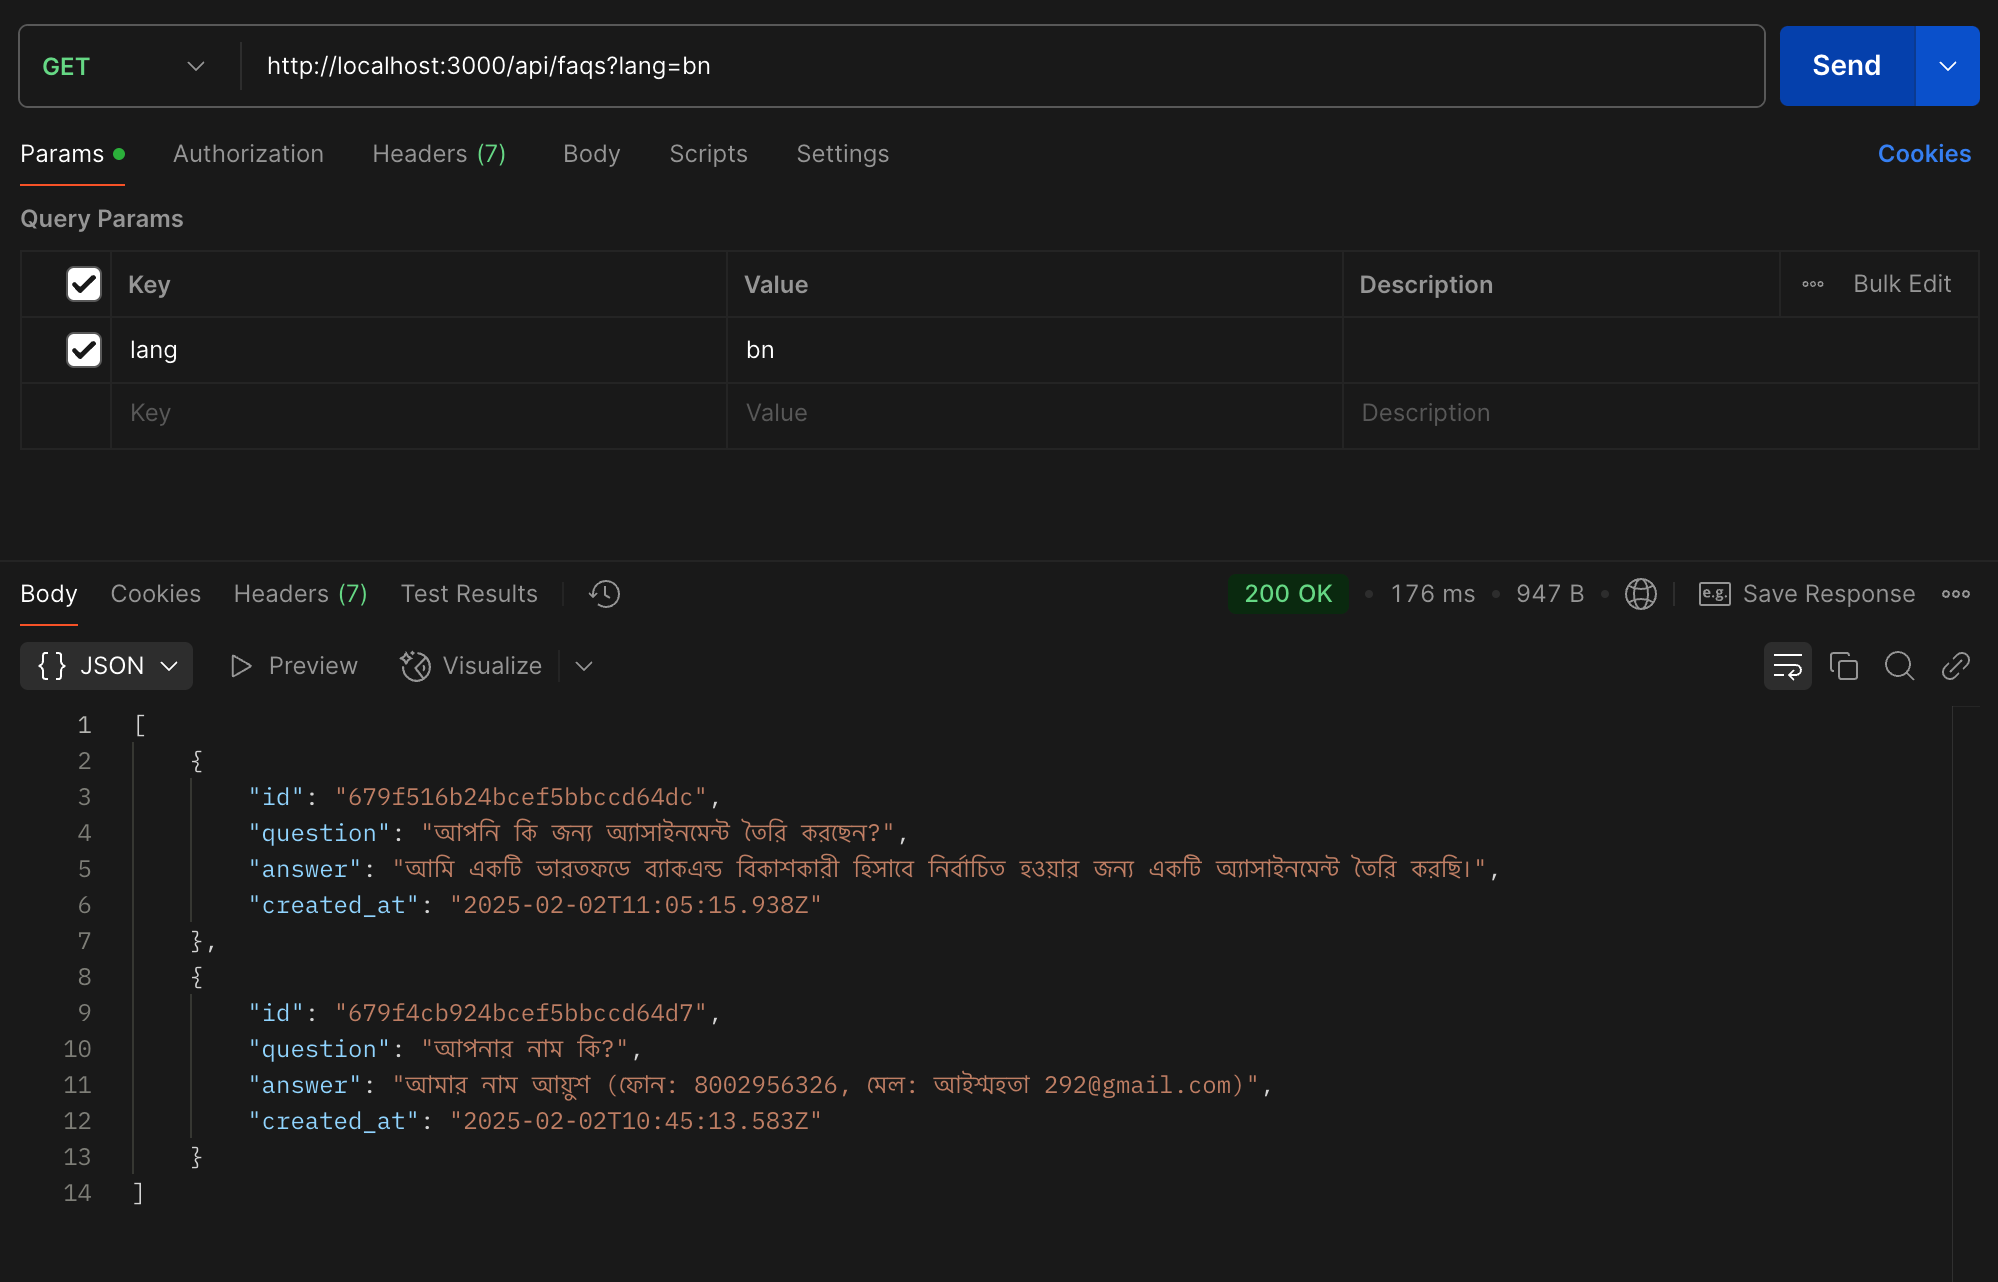 GET http://localhost:3000/api/faqs?lang=bn Send
Params Authorization Headers (7) Body Scripts Settings Cookies
Query Params
Key Value Description Bulk Edit
lang bn
Key Value Description
Body Cookies Headers (7) Test Results 200 OK • 176 ms • 947 B • e.g. Save Response
{} JSON Preview Visualize
1 [
2 {
3 "id": "679f516b24bcef5bbccd64dc",
4 "question": "আপনি কি জন্য অ্যাসাইনমেন্ট তৈরি করছেন?",
5 "answer": "আমি একটি ভারতফডে ব্যাকএন্ড বিকাশকারী হিসাবে নির্বাচিত হওয়ার জন্য একটি অ্যাসাইনমেন্ট তৈরি করছি।",
6 "created_at": "2025-02-02T11:05:15.938Z"
7 },
8 {
9 "id": "679f4cb924bcef5bbccd64d7",
10 "question": "আপনার নাম কি?",
11 "answer": "আমার নাম আয়ুশ (ফোন: 8002956326, মেল: আইশ্মহতা 292@gmail.com)",
12 "created_at": "2025-02-02T10:45:13.583Z"
13 }
14 ]